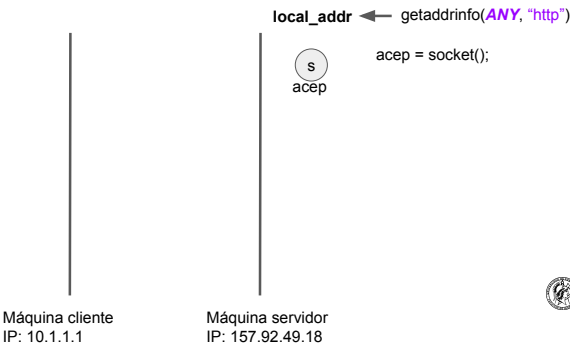 local_addr getaddrinfo(ANY, “http”)
s
acep
acep = socket();
Máquina cliente
IP: 10.1.1.1
Máquina servidor
IP: 157.92.49.18